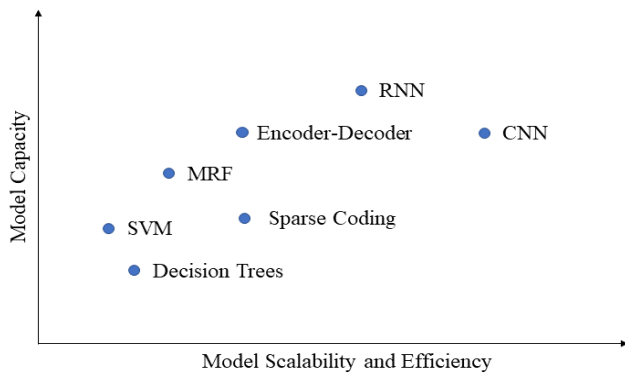 RNN
Encoder-Decoder
CNN
MRF
Sparse Coding
SVM
Decision Trees
Model Capacity
Model Scalability and Efficiency